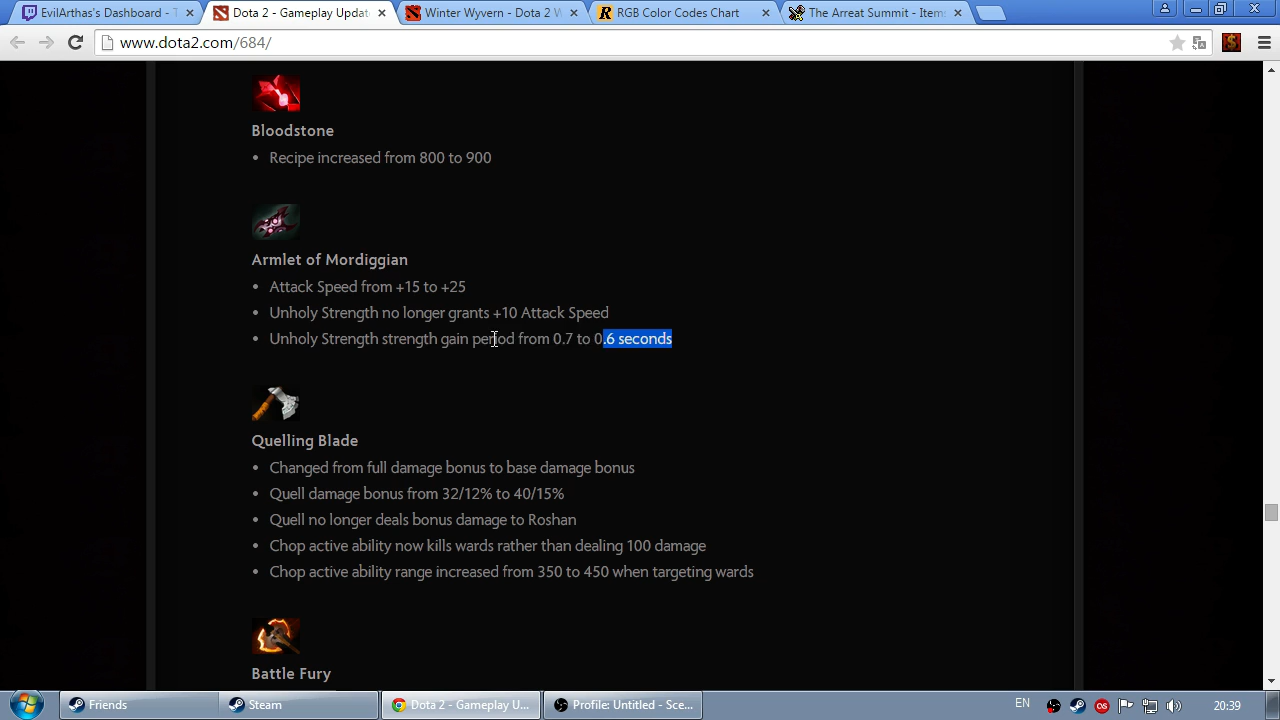 EvilArthas's Dashboard - T
Dota 2 - Gameplay Updat
Winter Wyvern - Dota 2 W
RGB Color Codes Chart
The Arreat Summit - Items
www.dota2.com/684/
Bloodstone
• Recipe increased from 800 to 900
Armlet of Mordiggian
• Attack Speed from +15 to +25
• Unholy Strength no longer grants +10 Attack Speed
• Unholy Strength strength gain period from 0.7 to 0.6 seconds
Quelling Blade
• Changed from full damage bonus to base damage bonus
• Quell damage bonus from 32/12% to 40/15%
• Quell no longer deals bonus damage to Roshan
• Chop active ability now kills wards rather than dealing 100 damage
• Chop active ability range increased from 350 to 450 when targeting wards
Battle Fury
Friends
Steam
Dota 2 - Gameplay U...
Profile: Untitled - Sce...
EN
20:39